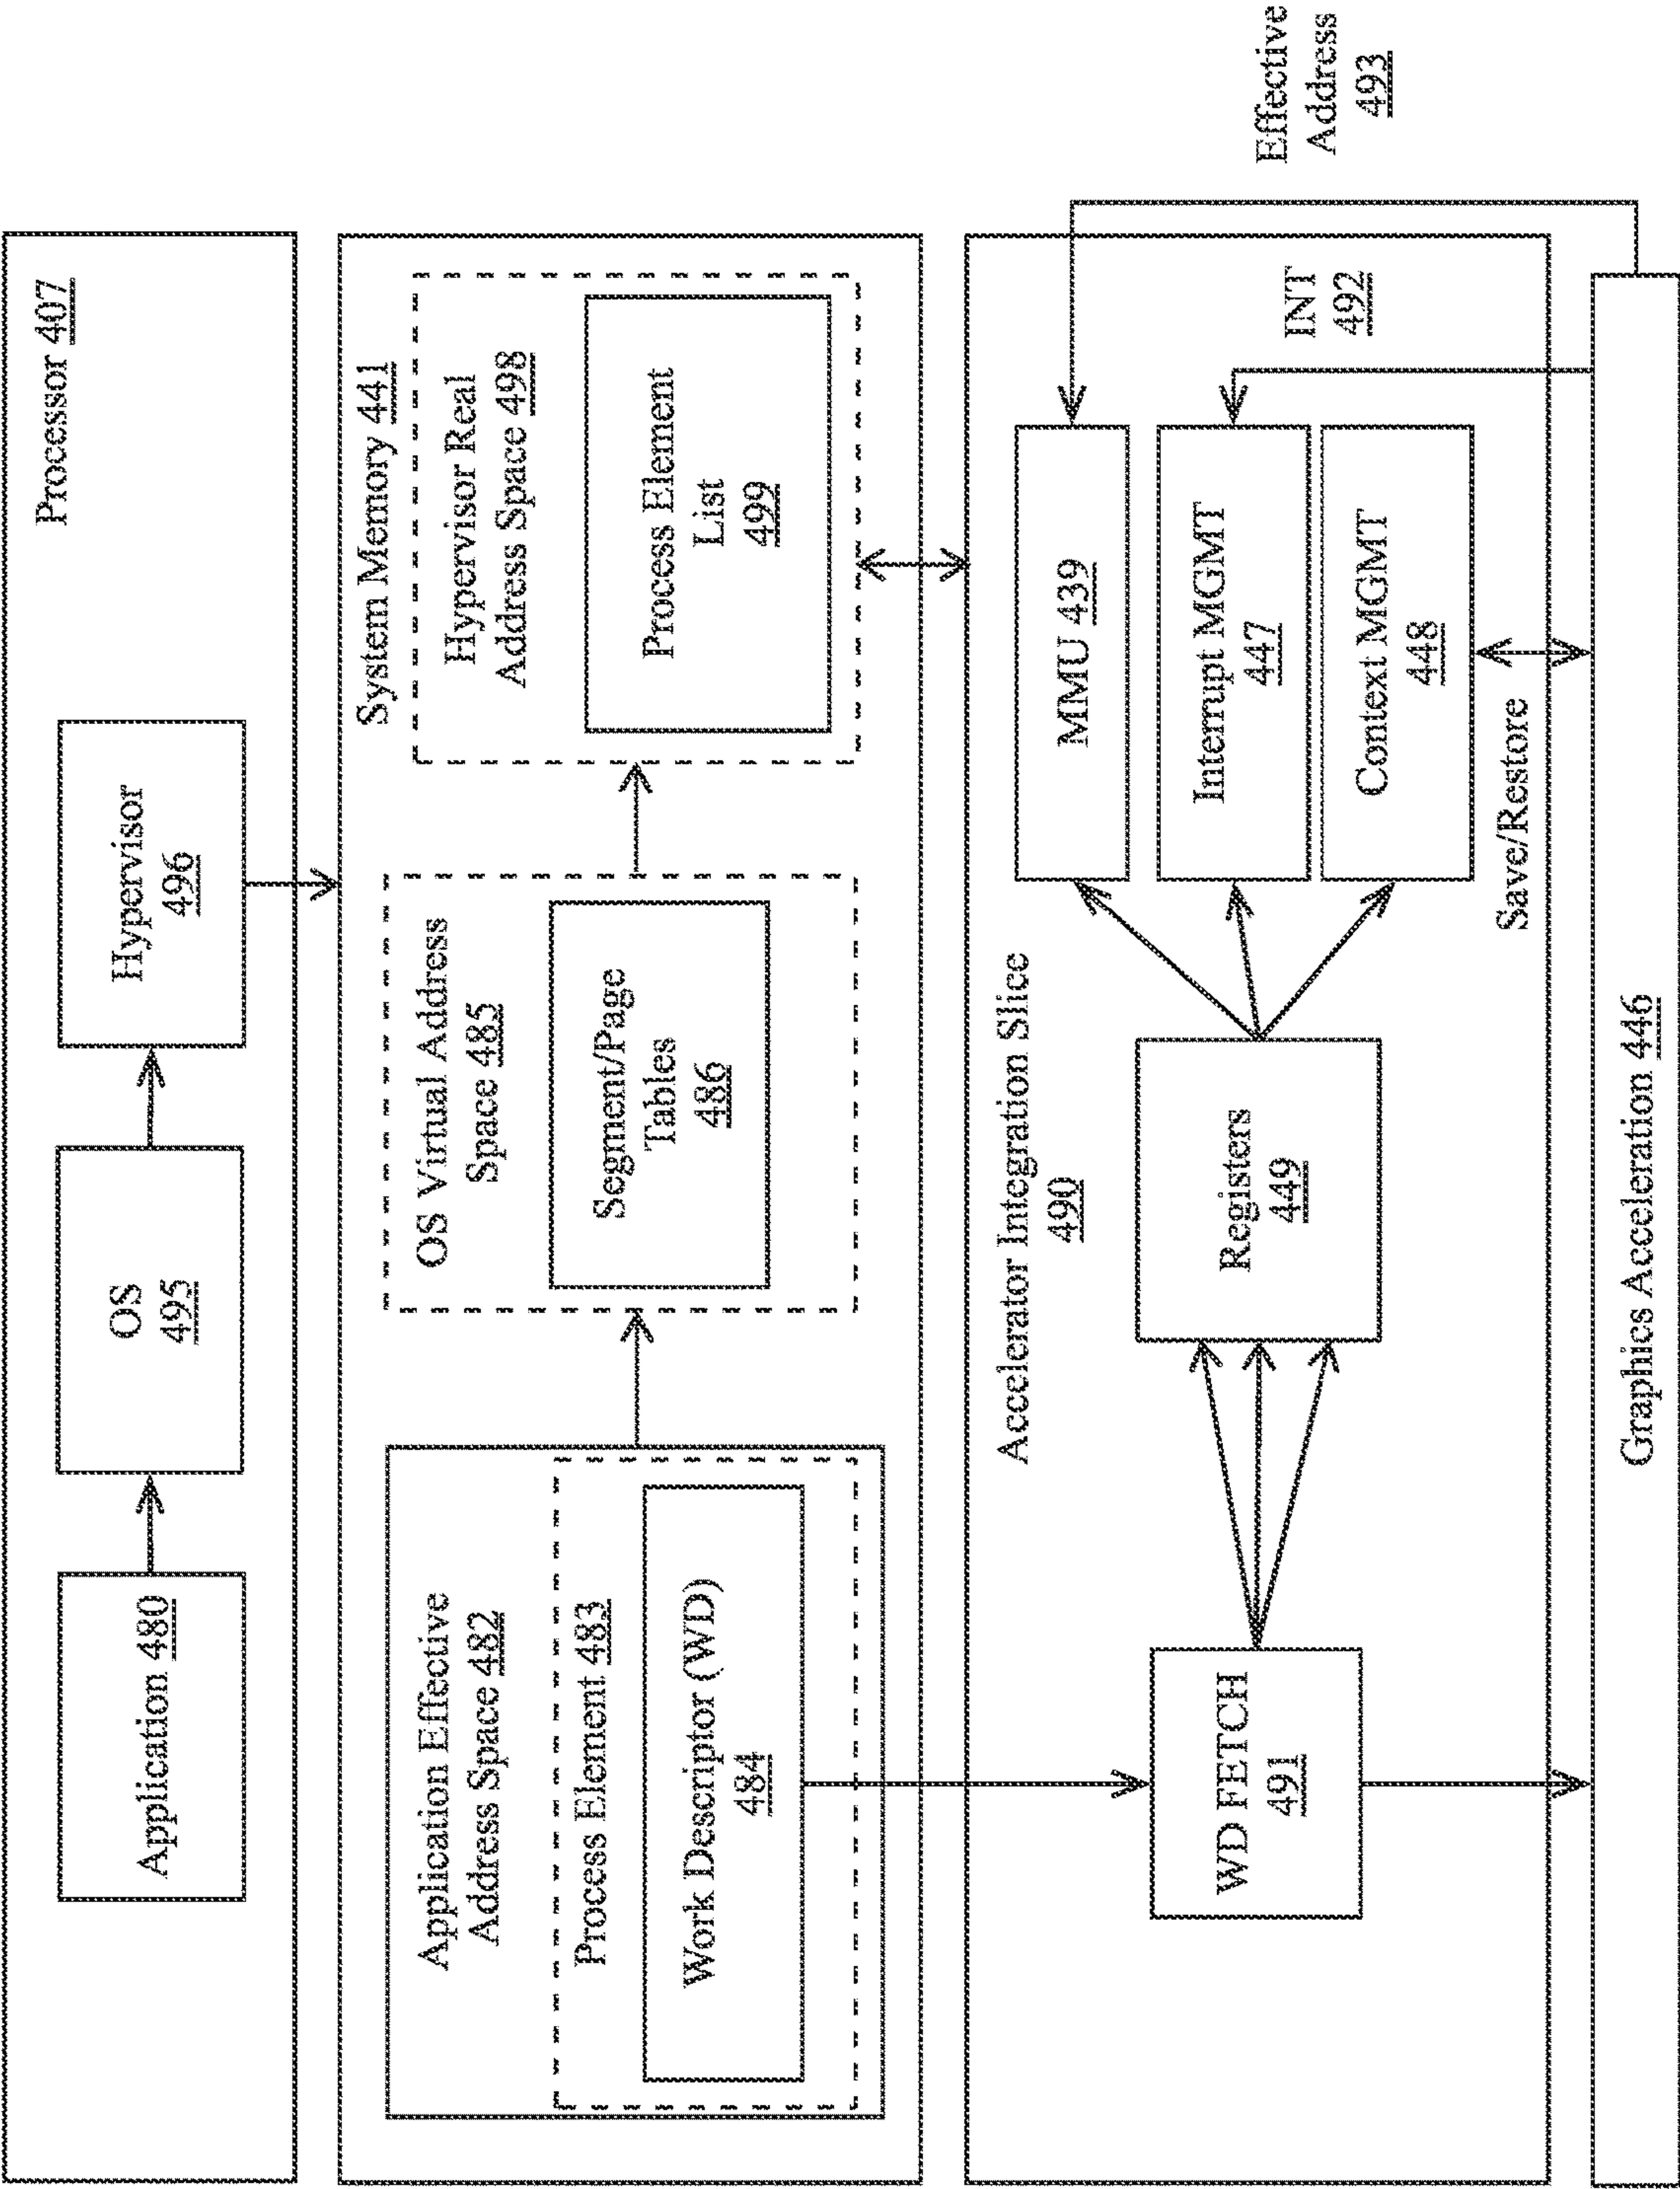 Processor 407
Application 480
OS
495
Hypervisor
496
System Memory 441
Application Effective
Address Space 482
Process Element 483
Work Descriptor (WD)
484
OS Virtual Address
Space 485
Segment/Page
Tables
486
Hypervisor Real
Address Space 498
Process Element
List
499
Accelerator Integration Slice
490
WD FETCH
491
Registers
449
MMU 439
Interrupt MGMT
447
Context MGMT
448
INT
492
Save/Restore
Effective
Address
493
Graphics Acceleration 446